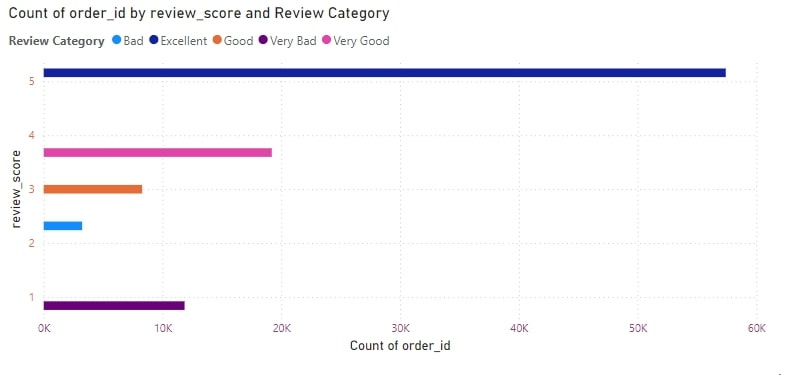 Count of order_id by review_score and Review Category
Review Category Bad Excellent Good Very Bad Very Good
5
4
3
2
1
review_score
0K 10K 20K 30K 40K 50K 60K
Count of order_id